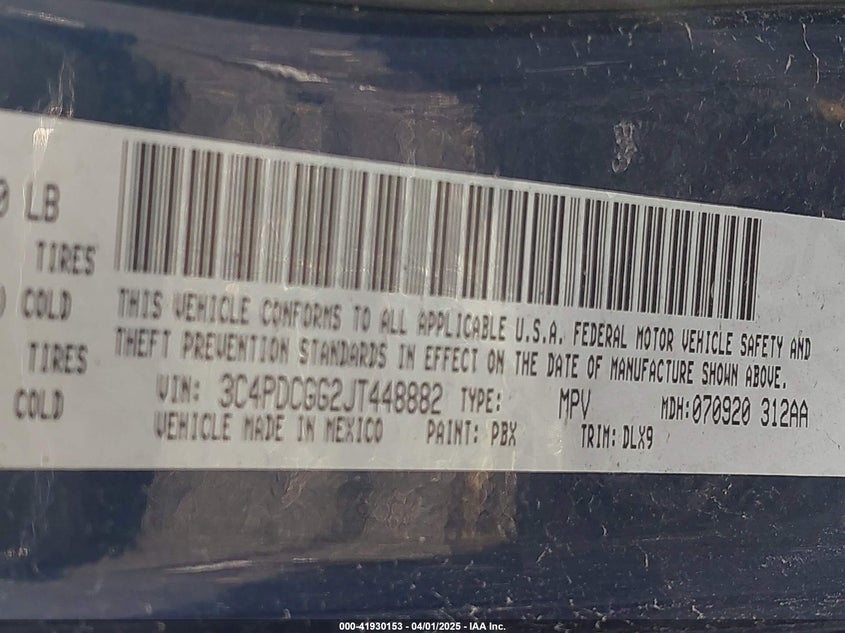 0 LB
TIRES
COLD
TIRES
COLD
THIS VEHICLE CONFORMS TO ALL APPLICABLE U.S.A. FEDERAL MOTOR VEHICLE SAFETY AND
THEFT PREVENTION STANDARDS IN EFFECT ON THE DATE OF MANUFACTURE SHOWN ABOVE.
VIN: 3C4PDCGG2JT448882 TYPE: MPV MDH:070920 312AA
VEHICLE MADE IN MEXICO PAINT: PBX TRIM: DLX9
000-41930153 - 04/01/2025 - IAA Inc.